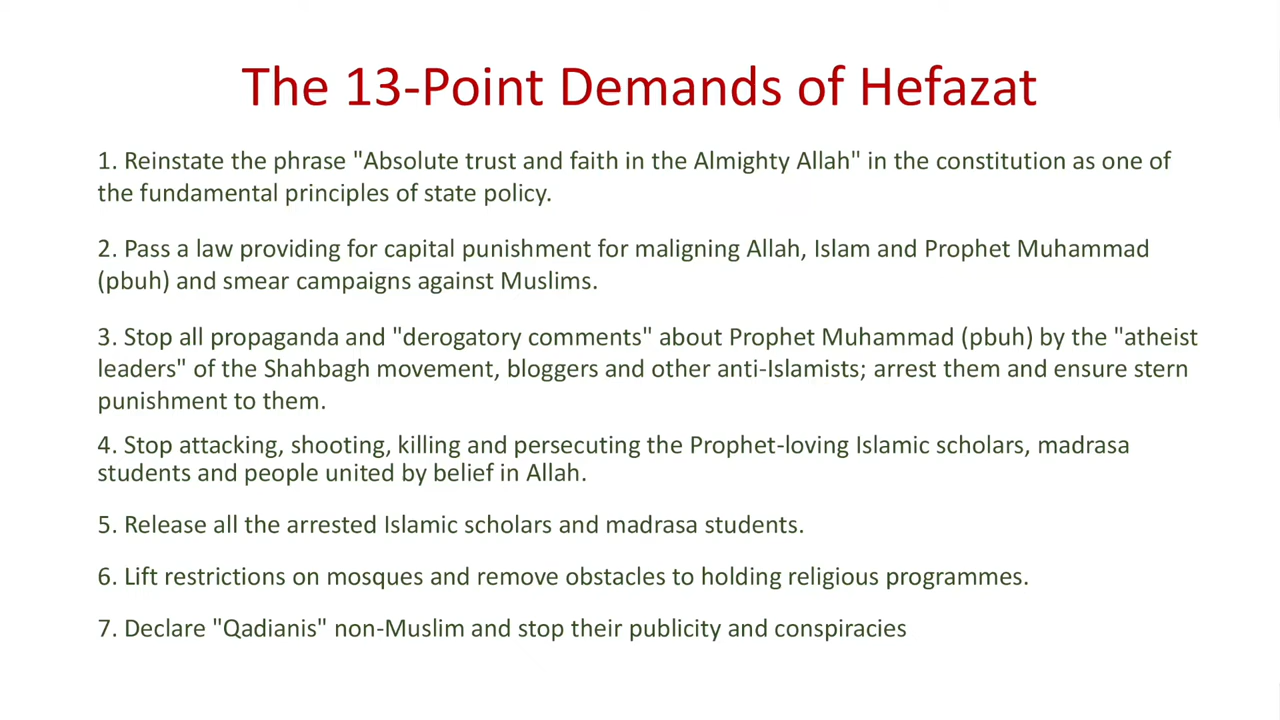 The 13-Point Demands of Hefazat
1. Reinstate the phrase "Absolute trust and faith in the Almighty Allah" in the constitution as one of
the fundamental principles of state policy.
2. Pass a law providing for capital punishment for maligning Allah, Islam and Prophet Muhammad
(pbuh) and smear campaigns against Muslims.
3. Stop all propaganda and "derogatory comments" about Prophet Muhammad (pbuh) by the "atheist
leaders" of the Shahbagh movement, bloggers and other anti-Islamists; arrest them and ensure stern
punishment to them.
4. Stop attacking, shooting, killing and persecuting the Prophet-loving Islamic scholars, madrasa
students and people united by belief in Allah.
5. Release all the arrested Islamic scholars and madrasa students.
6. Lift restrictions on mosques and remove obstacles to holding religious programmes.
7. Declare "Qadianis" non-Muslim and stop their publicity and conspiracies